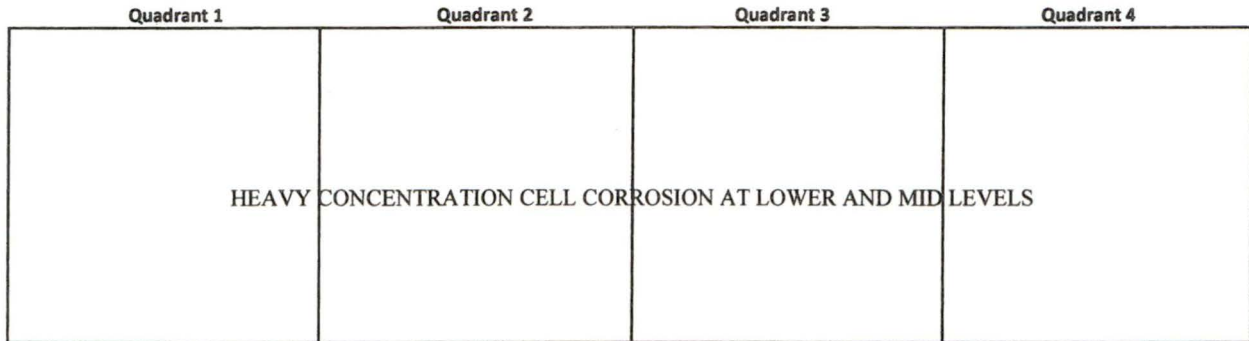 Quadrant 1 Quadrant 2 Quadrant 3 Quadrant 4
HEAVY CONCENTRATION CELL CORROSION AT LOWER AND MID LEVELS